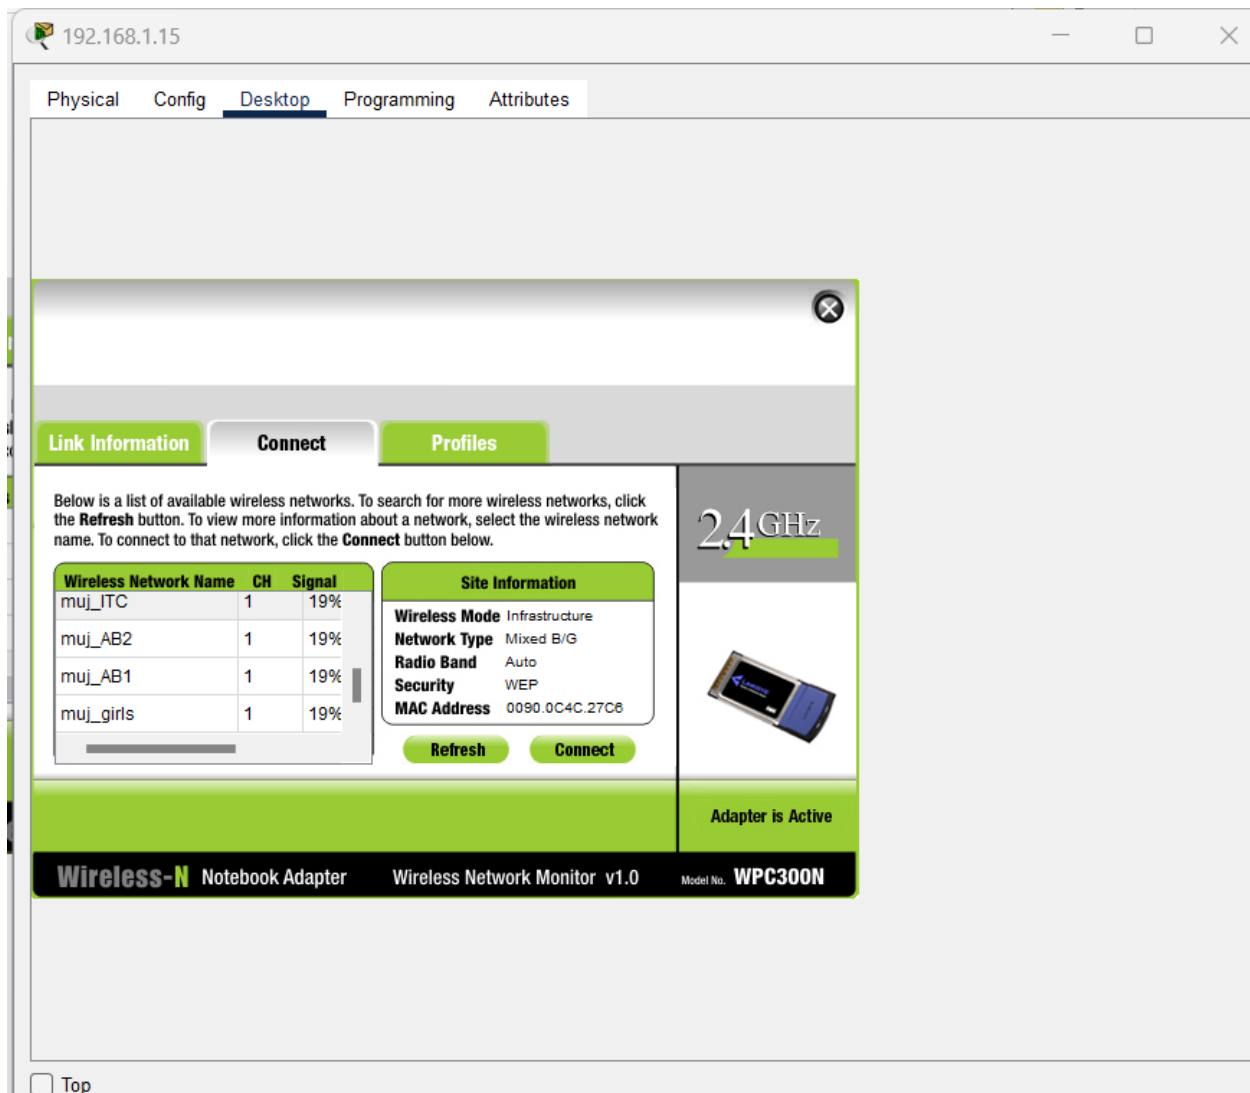 192.168.1.15
Physical Config Desktop Programming Attributes
Link Information Connect Profiles
Below is a list of available wireless networks. To search for more wireless networks, click
the Refresh button. To view more information about a network, select the wireless network
name. To connect to that network, click the Connect button below.
2.4GHz
Wireless Network Name CH Signal
muj_ITC 1 19%
muj_AB2 1 19%
muj_AB1 1 19%
muj_girls 1 19%
Site Information
Wireless Mode Infrastructure
Network Type Mixed B/G
Radio Band Auto
Security WEP
MAC Address 0090.0C4C.27C6
Refresh Connect
Adapter is Active
Wireless-N Notebook Adapter Wireless Network Monitor v1.0 Model No. WPC300N
Top